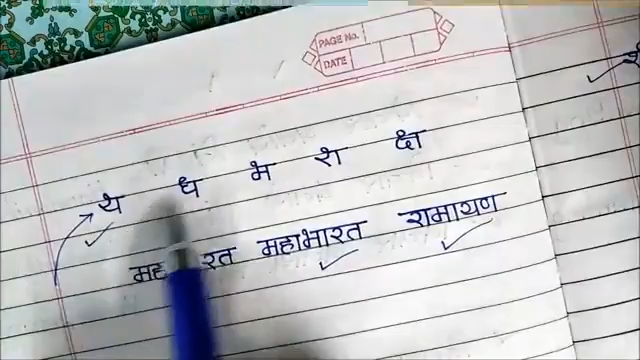 PAGE No.
DATE
थे ध भ श क्ष
महाभारत रामायण